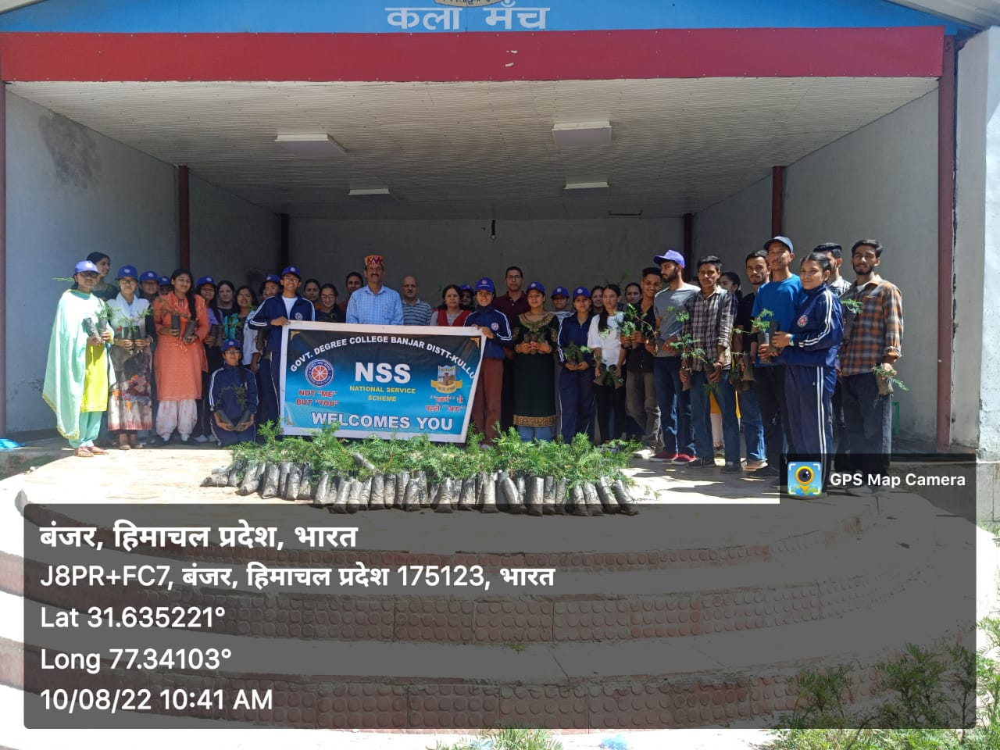 कला मँच
GOVT. DEGREE COLLEGE BANJAR DISTT-KULLU
NSS
NATIONAL SERVICE
SCHEME
NOT "ME"
BUT "YOU"
"स्वयं" से
पहले "आप"
WELCOMES YOU
GPS Map Camera
बंजर, हिमाचल प्रदेश, भारत
J8PR+FC7, बंजर, हिमाचल प्रदेश 175123, भारत
Lat 31.635221°
Long 77.34103°
10/08/22 10:41 AM